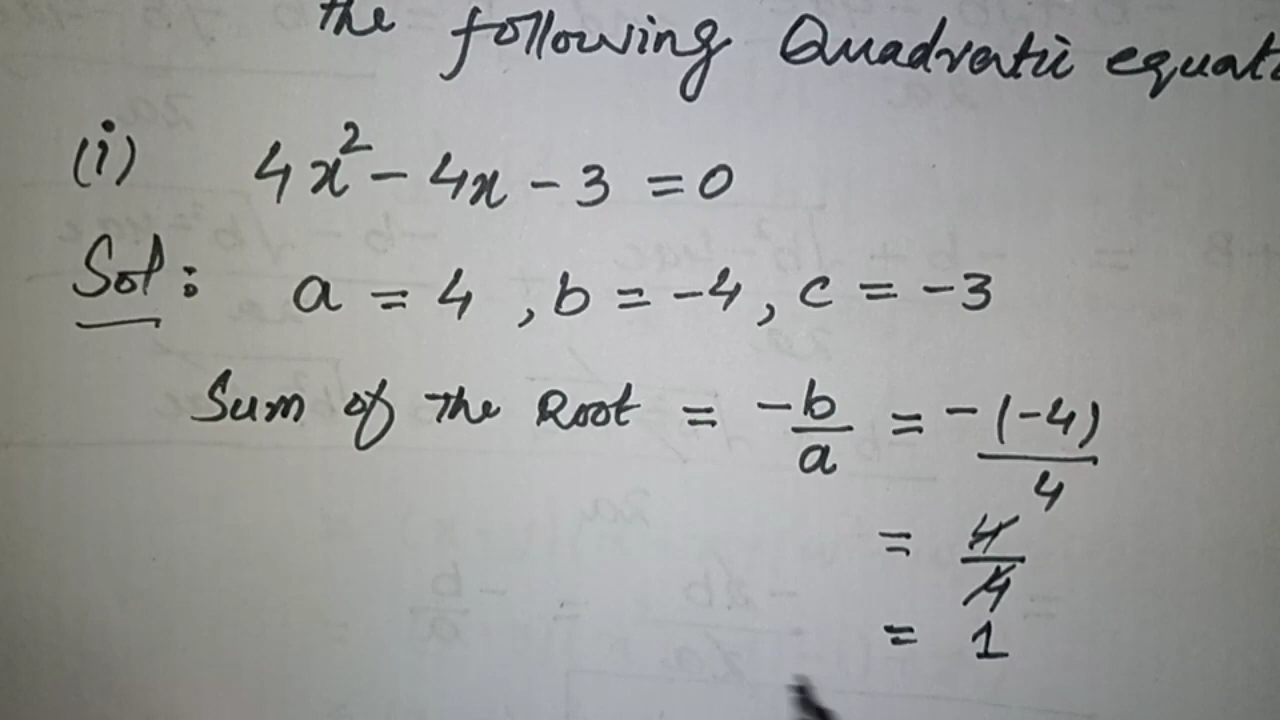 the following Quadratic equat
(i) 4x² - 4x - 3 = 0
Sol: a = 4 , b = -4, c = -3
Sum of the Root = -b/a = -(-4)/4
= 4/4
= 1